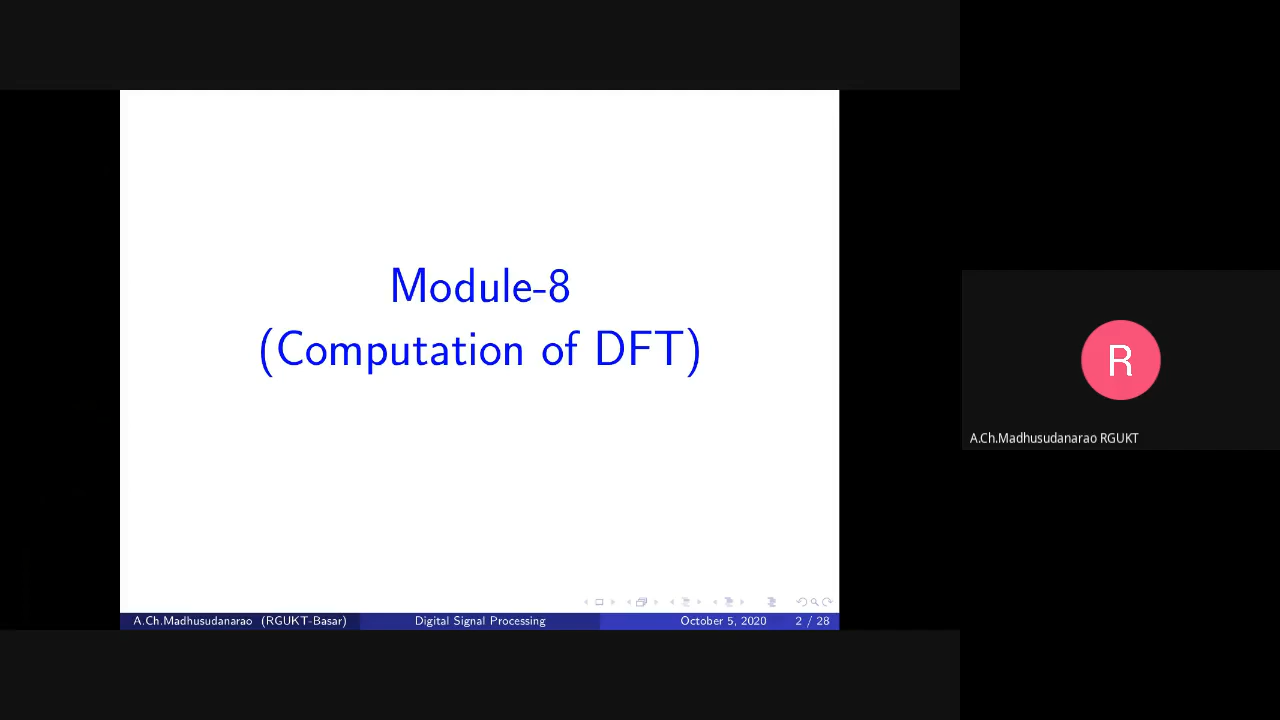 Module-8
(Computation of DFT)
R
A.Ch.Madhusudanarao RGUKT
A.Ch.Madhusudanarao (RGUKT-Basar) Digital Signal Processing October 5, 2020 2 / 28